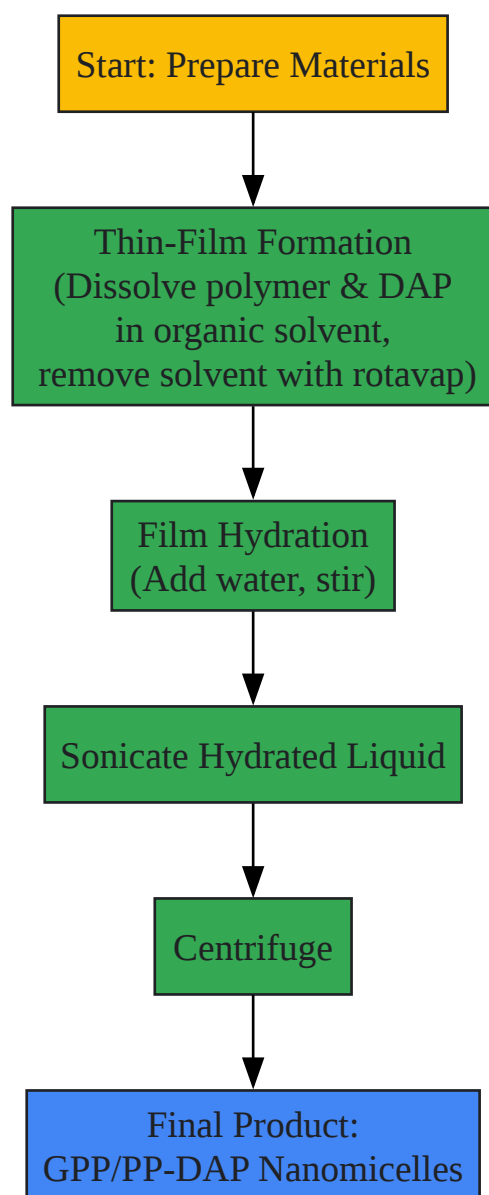 Start: Prepare Materials
Thin-Film Formation
(Dissolve polymer & DAP
in organic solvent,
remove solvent with rotavap)
Film Hydration
(Add water, stir)
Sonicate Hydrated Liquid
Centrifuge
Final Product:
GPP/PP-DAP Nanomicelles